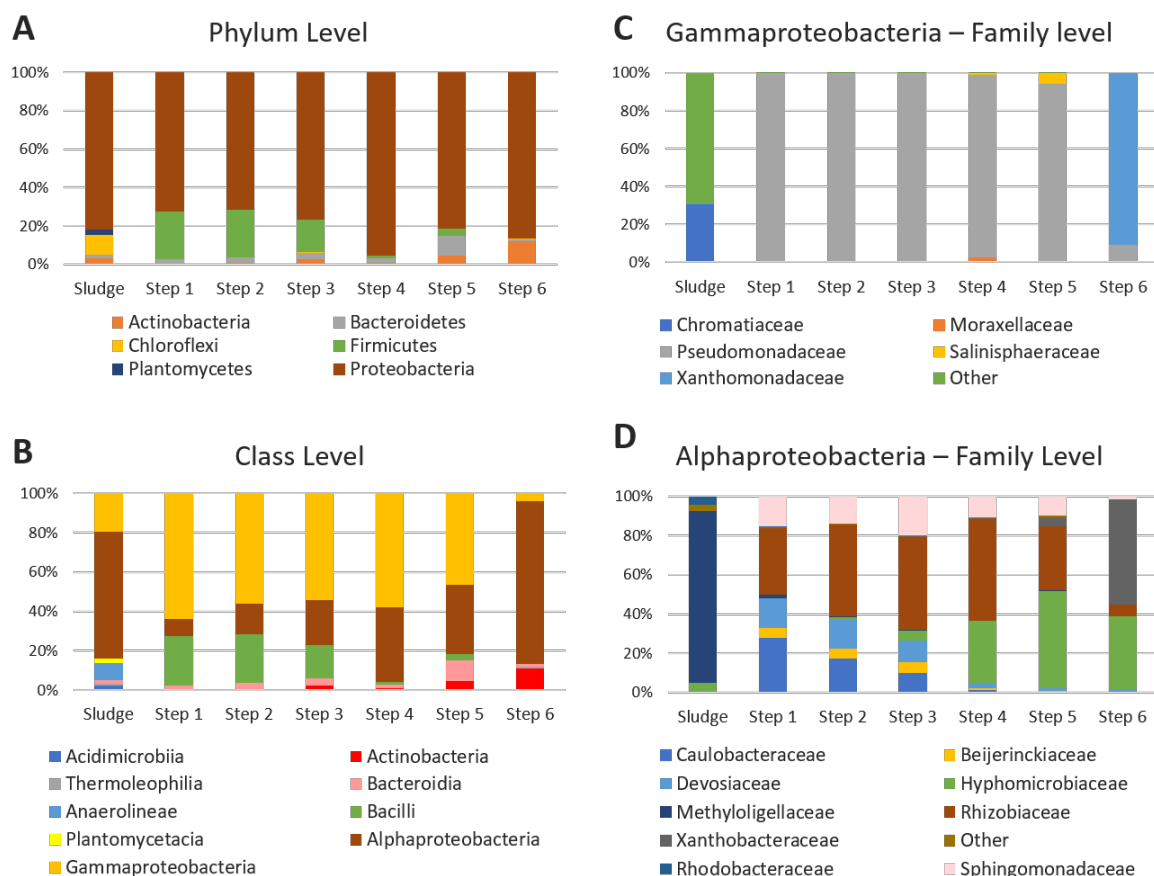 A
Phylum Level
100%
80%
60%
40%
20%
0%
Sludge Step 1 Step 2 Step 3 Step 4 Step 5 Step 6
Actinobacteria Bacteroidetes
Chloroflexi Firmicutes
Plantomycetes Proteobacteria
C
Gammaproteobacteria – Family level
100%
80%
60%
40%
20%
0%
Sludge Step 1 Step 2 Step 3 Step 4 Step 5 Step 6
Chromatiaceae Moraxellaceae
Pseudomonadaceae Salinisphaeraceae
Xanthomonadaceae Other
B
Class Level
100%
80%
60%
40%
20%
0%
Sludge Step 1 Step 2 Step 3 Step 4 Step 5 Step 6
Acidimicrobiia Actinobacteria
Thermoleophilia Bacteroidia
Anaerolineae Bacilli
Plantomycetacia Alphaproteobacteria
Gammaproteobacteria
D
Alphaproteobacteria – Family Level
100%
80%
60%
40%
20%
0%
Sludge Step 1 Step 2 Step 3 Step 4 Step 5 Step 6
Caulobacteraceae Beijerinckiaceae
Devosiaceae Hyphomicrobiaceae
Methyloligellaceae Rhizobiaceae
Xanthobacteraceae Other
Rhodobacteraceae Sphingomonadaceae